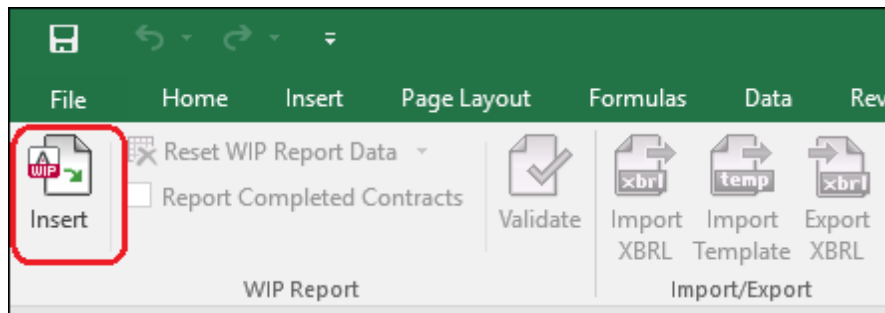 File Home Insert Page Layout Formulas Data Rev
A
WIP
Insert
Reset WIP Report Data
Report Completed Contracts
Validate
xbrl
Import
XBRL
temp
Import
Template
xbrl
Export
XBRL
WIP Report
Import/Export